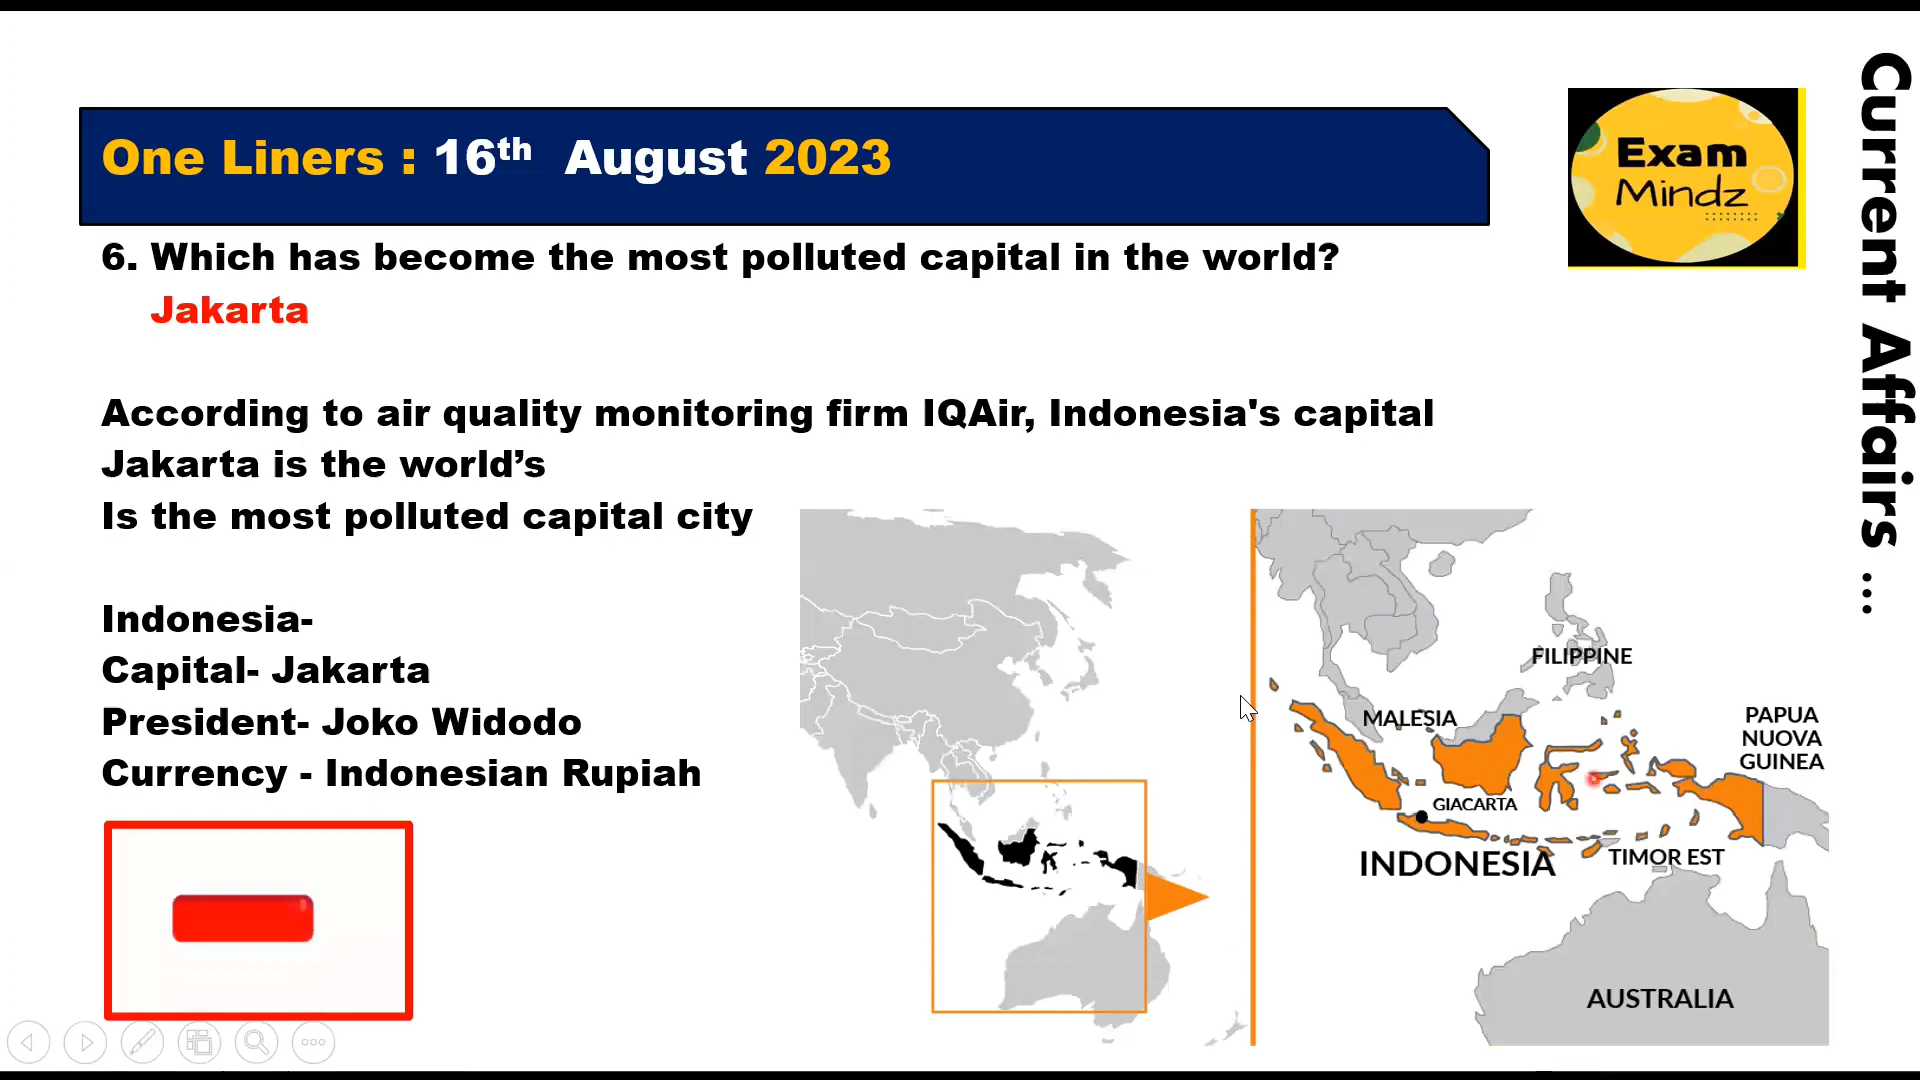 One Liners : 16th August 2023
Exam
Mindz
Current Affairs ...
6. Which has become the most polluted capital in the world?
Jakarta
According to air quality monitoring firm IQAir, Indonesia's capital
Jakarta is the world’s
Is the most polluted capital city
Indonesia-
Capital- Jakarta
President- Joko Widodo
Currency - Indonesian Rupiah
FILIPPINE
MALESIA
PAPUA
NUOVA
GUINEA
GIACARTA
INDONESIA
TIMOR EST
AUSTRALIA